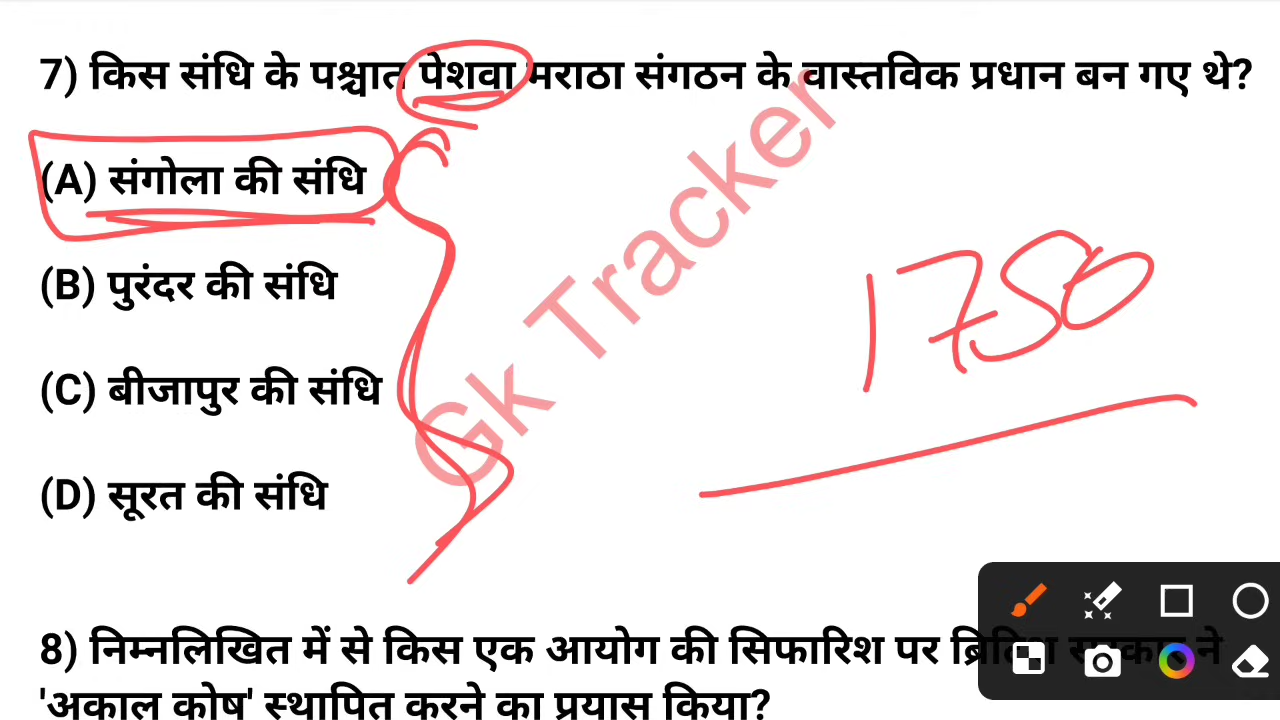 7) किस संधि के पश्चात पेशवा मराठा संगठन के वास्तविक प्रधान बन गए थे?
(A) संगोला की संधि
(B) पुरंदर की संधि
(C) बीजापुर की संधि
(D) सूरत की संधि
1750
Gk Tracker
8) निम्नलिखित में से किस एक आयोग की सिफारिश पर ने
'अकाल कोष' स्थापित करने का प्रयास किया?